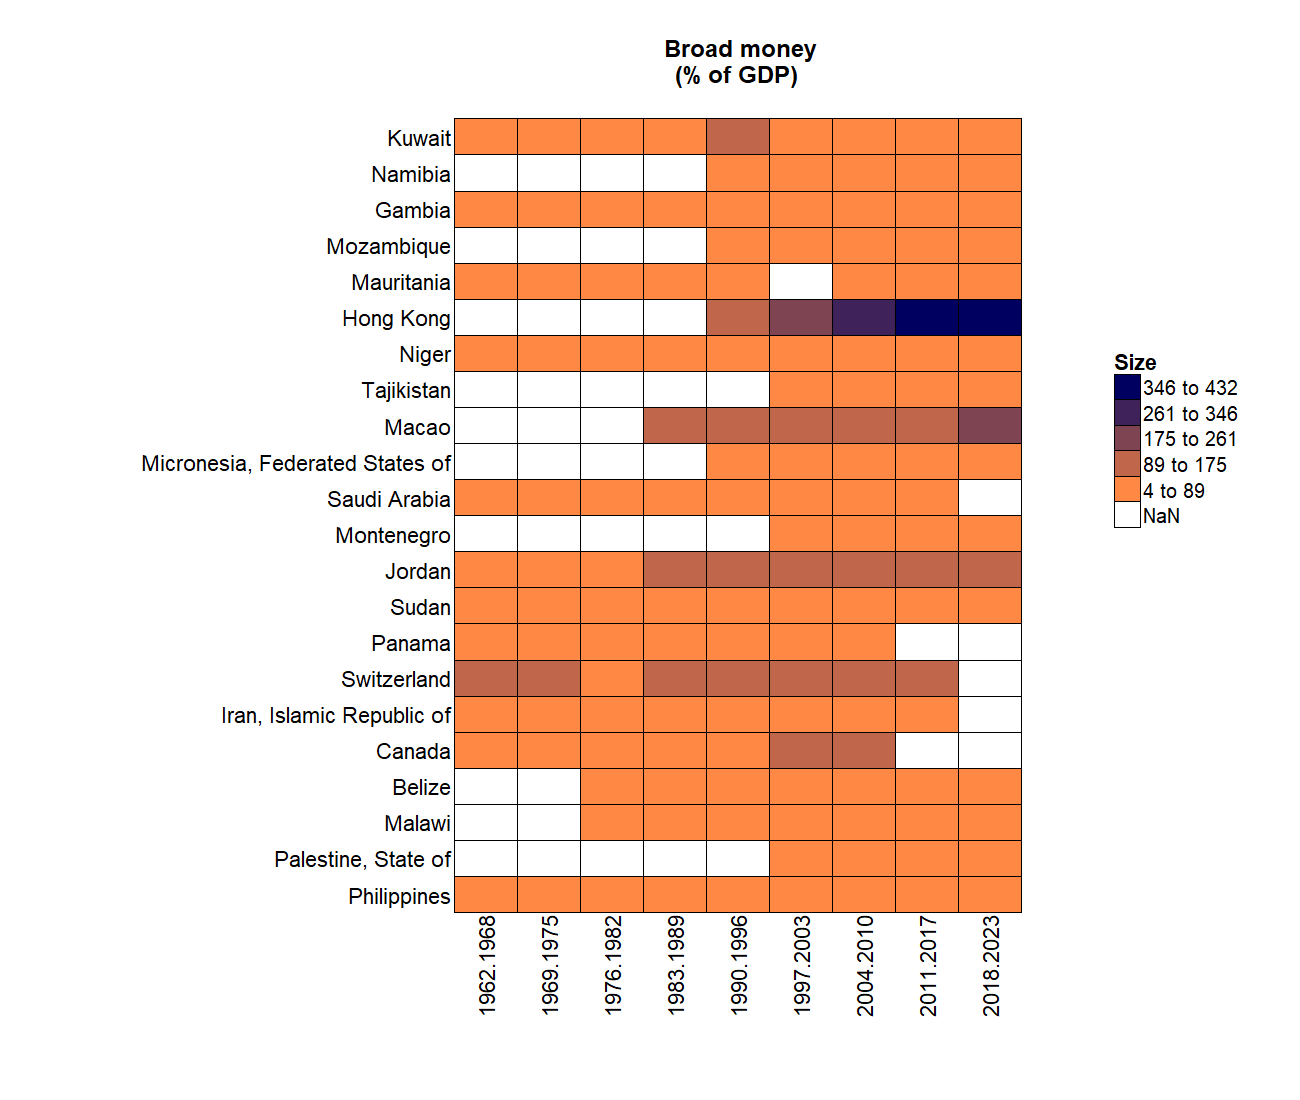 Broad money
(% of GDP)
Kuwait
Namibia
Gambia
Mozambique
Mauritania
Hong Kong
Niger
Tajikistan
Macao
Micronesia, Federated States of
Saudi Arabia
Montenegro
Jordan
Sudan
Panama
Switzerland
Iran, Islamic Republic of
Canada
Belize
Malawi
Palestine, State of
Philippines
1962.1968
1969.1975
1976.1982
1983.1989
1990.1996
1997.2003
2004.2010
2011.2017
2018.2023
Size
346 to 432
261 to 346
175 to 261
89 to 175
4 to 89
NaN